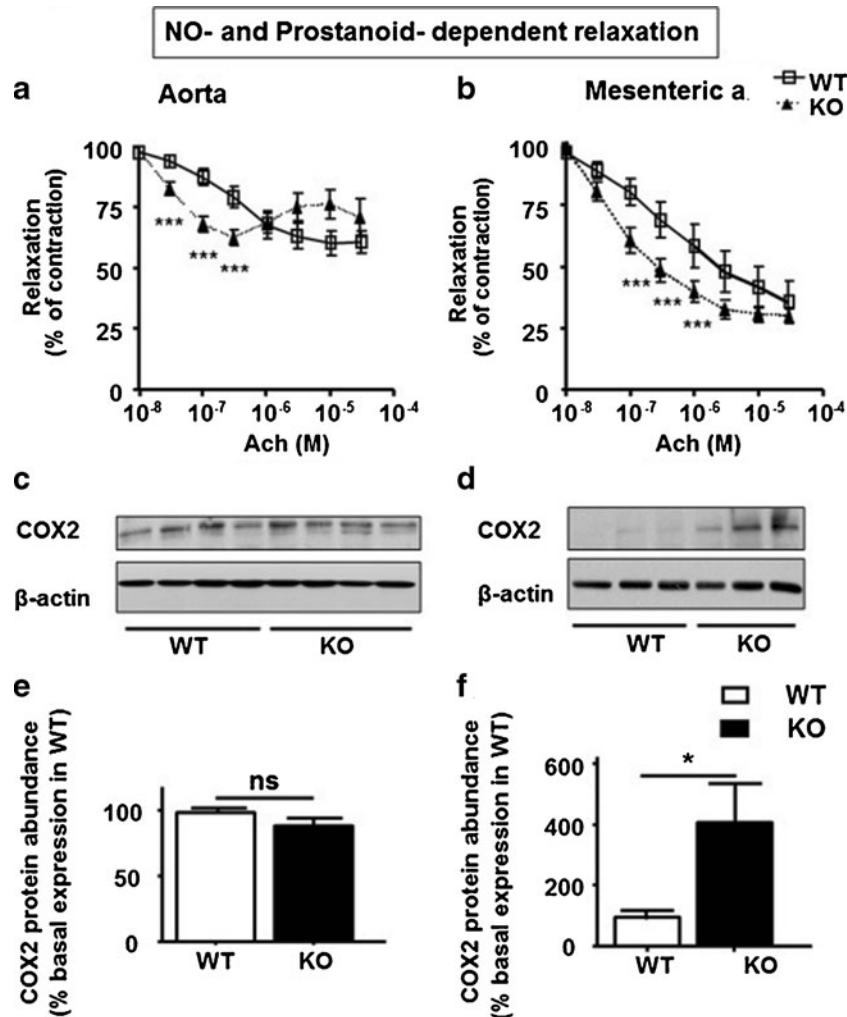 NO- and Prostanoid- dependent relaxation
a
Aorta
b
Mesenteric a.
WT
KO
100
75
50
25
0
Relaxation
(% of contraction)
***
***
***
10-8
10-7
10-6
10-5
10-4
Ach (M)
100
75
50
25
0
Relaxation
(% of contraction)
***
***
***
10-8
10-7
10-6
10-5
10-4
Ach (M)
c
COX2
β-actin
WT
KO
d
COX2
β-actin
WT
KO
e
COX2 protein abundance
(% basal expression in WT)
100
50
0
ns
WT
KO
f
WT
KO
COX2 protein abundance
(% basal expression in WT)
600
400
200
0
*
WT
KO